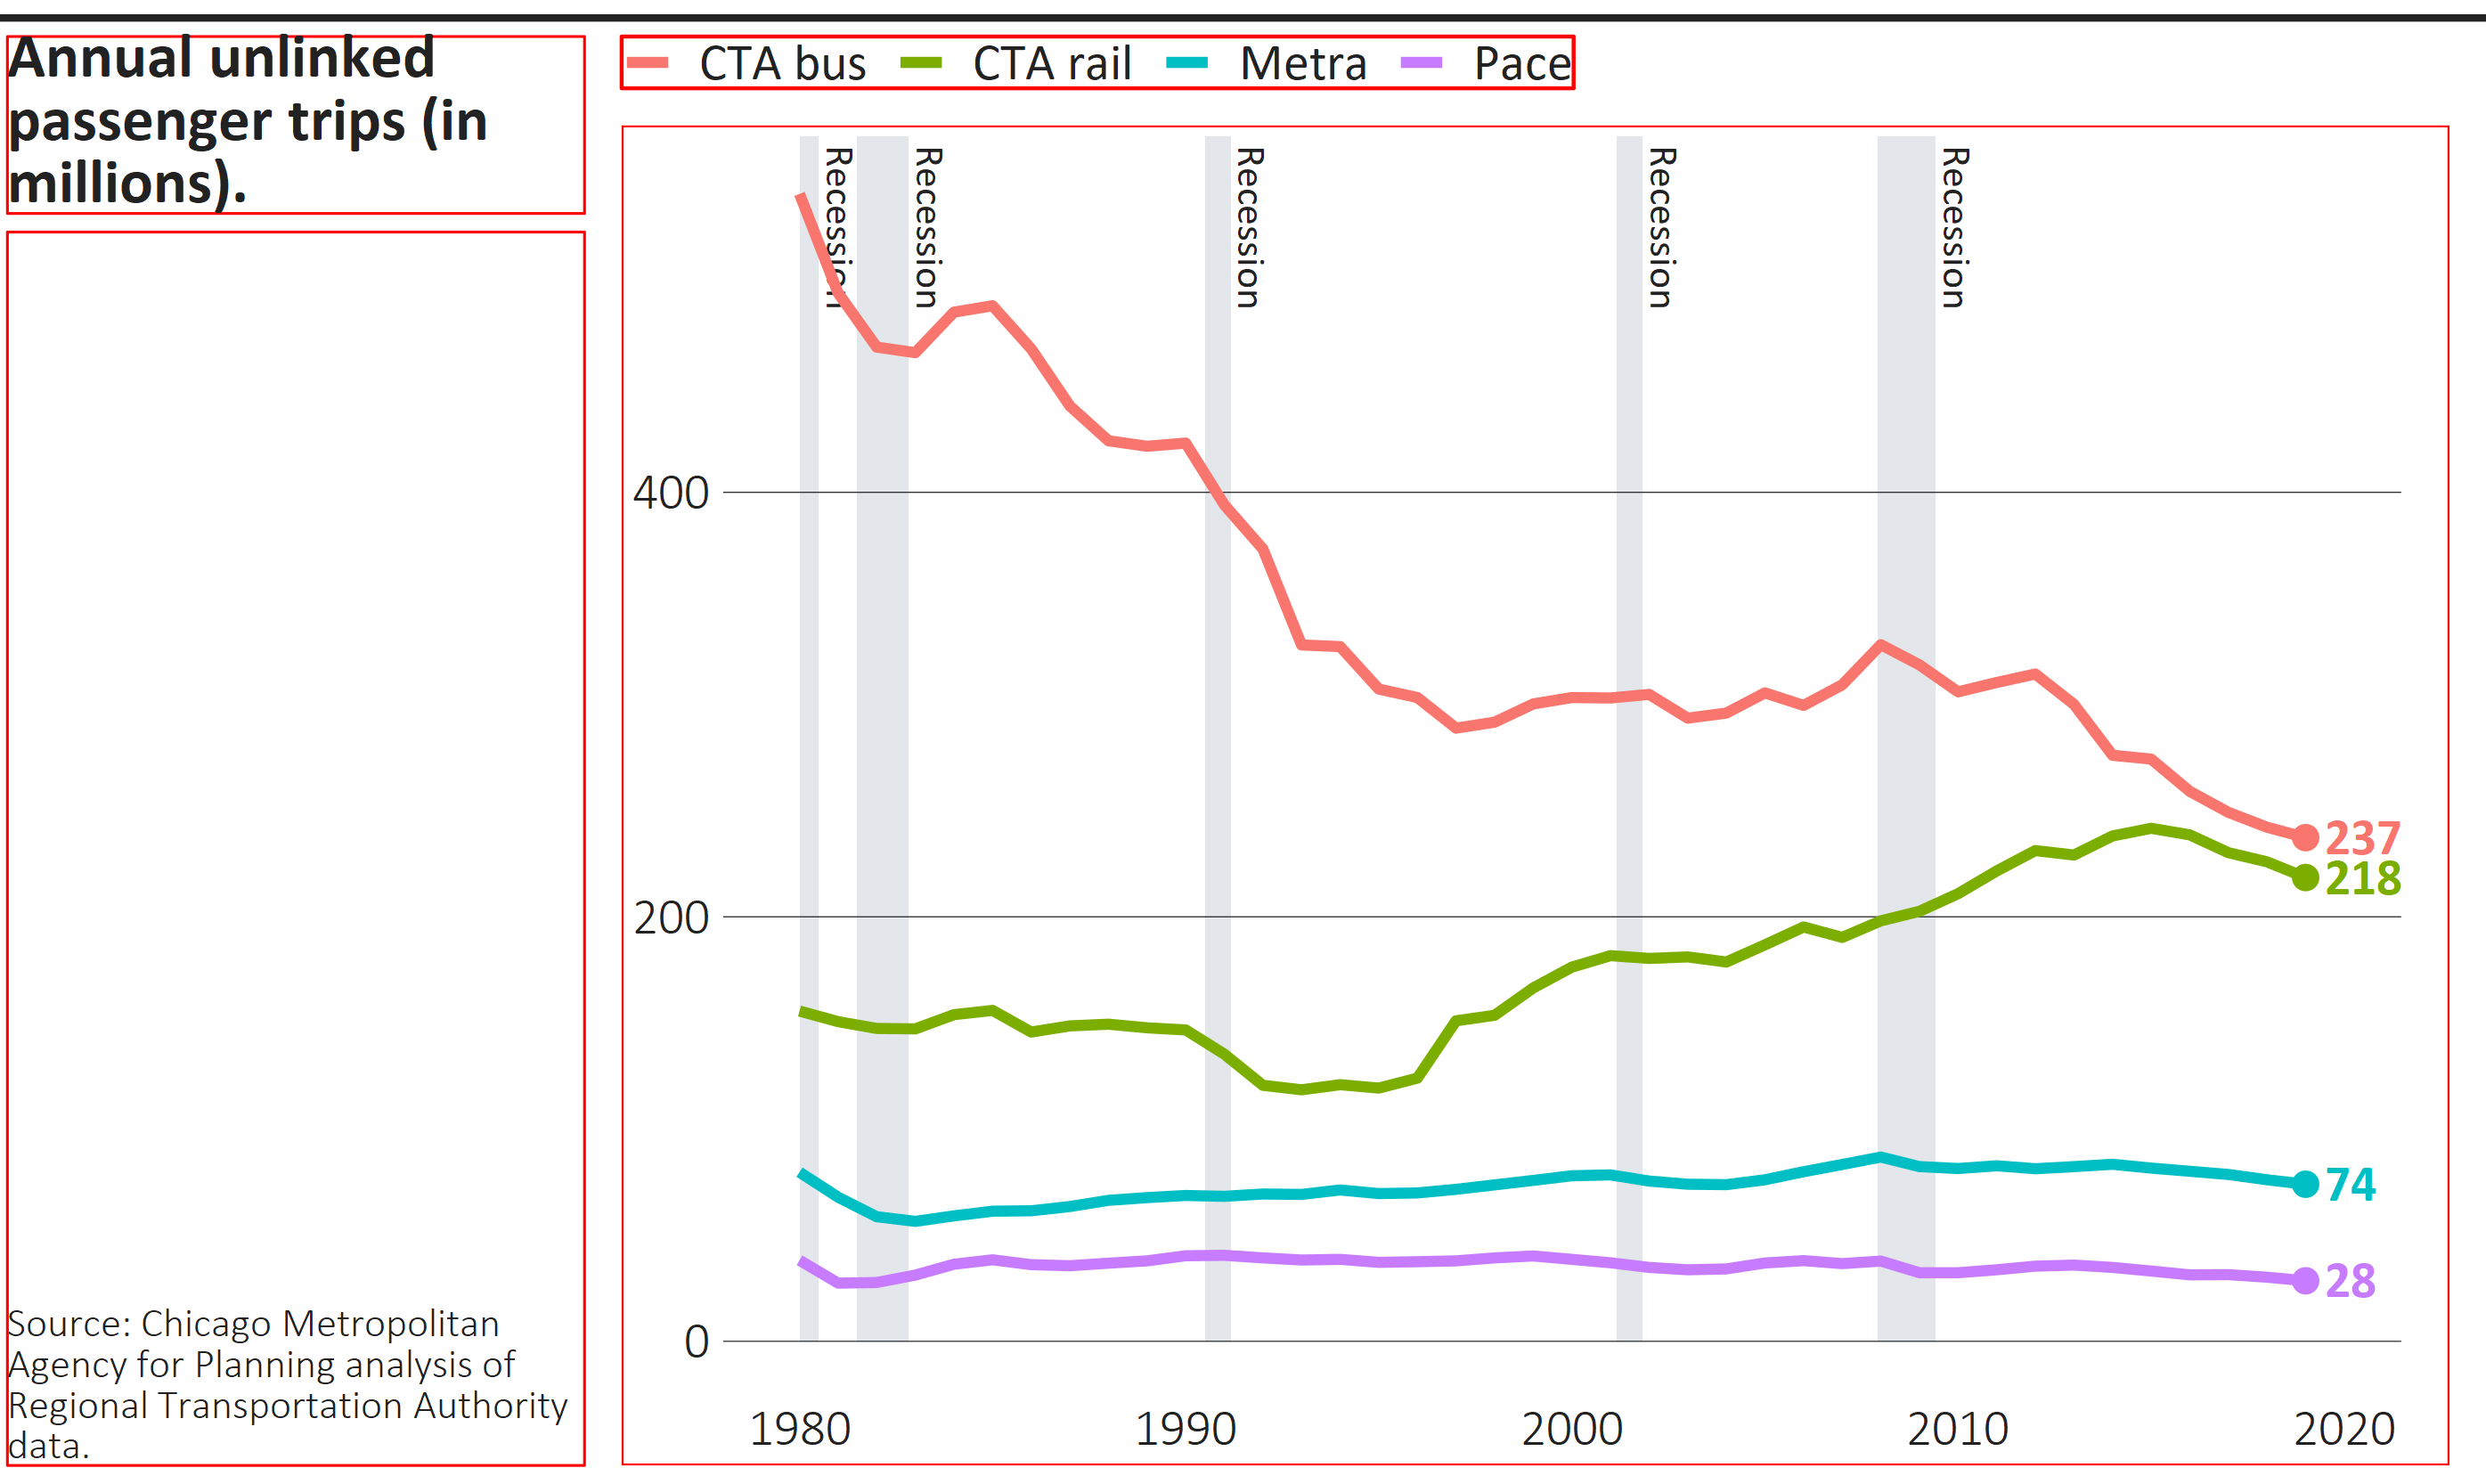 Annual unlinked
passenger trips (in
millions).
CTA bus CTA rail Metra Pace
Recession Recession Recession Recession Recession
400
200
0
237
218
74
28
1980 1990 2000 2010 2020
Source: Chicago Metropolitan
Agency for Planning analysis of
Regional Transportation Authority
data.